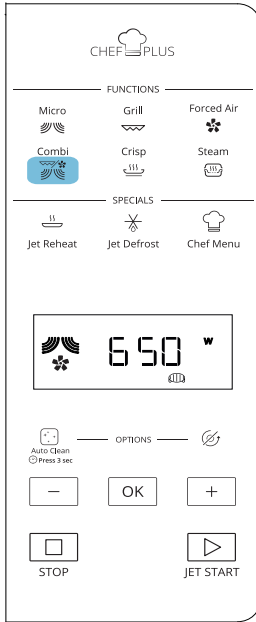 CHEF PLUS
FUNCTIONS
Micro Grill Forced Air
Combi Crisp Steam
SPECIALS
Jet Reheat Jet Defrost Chef Menu
650 W
OPTIONS
Auto Clean
Press 3 sec
− OK +
STOP JET START